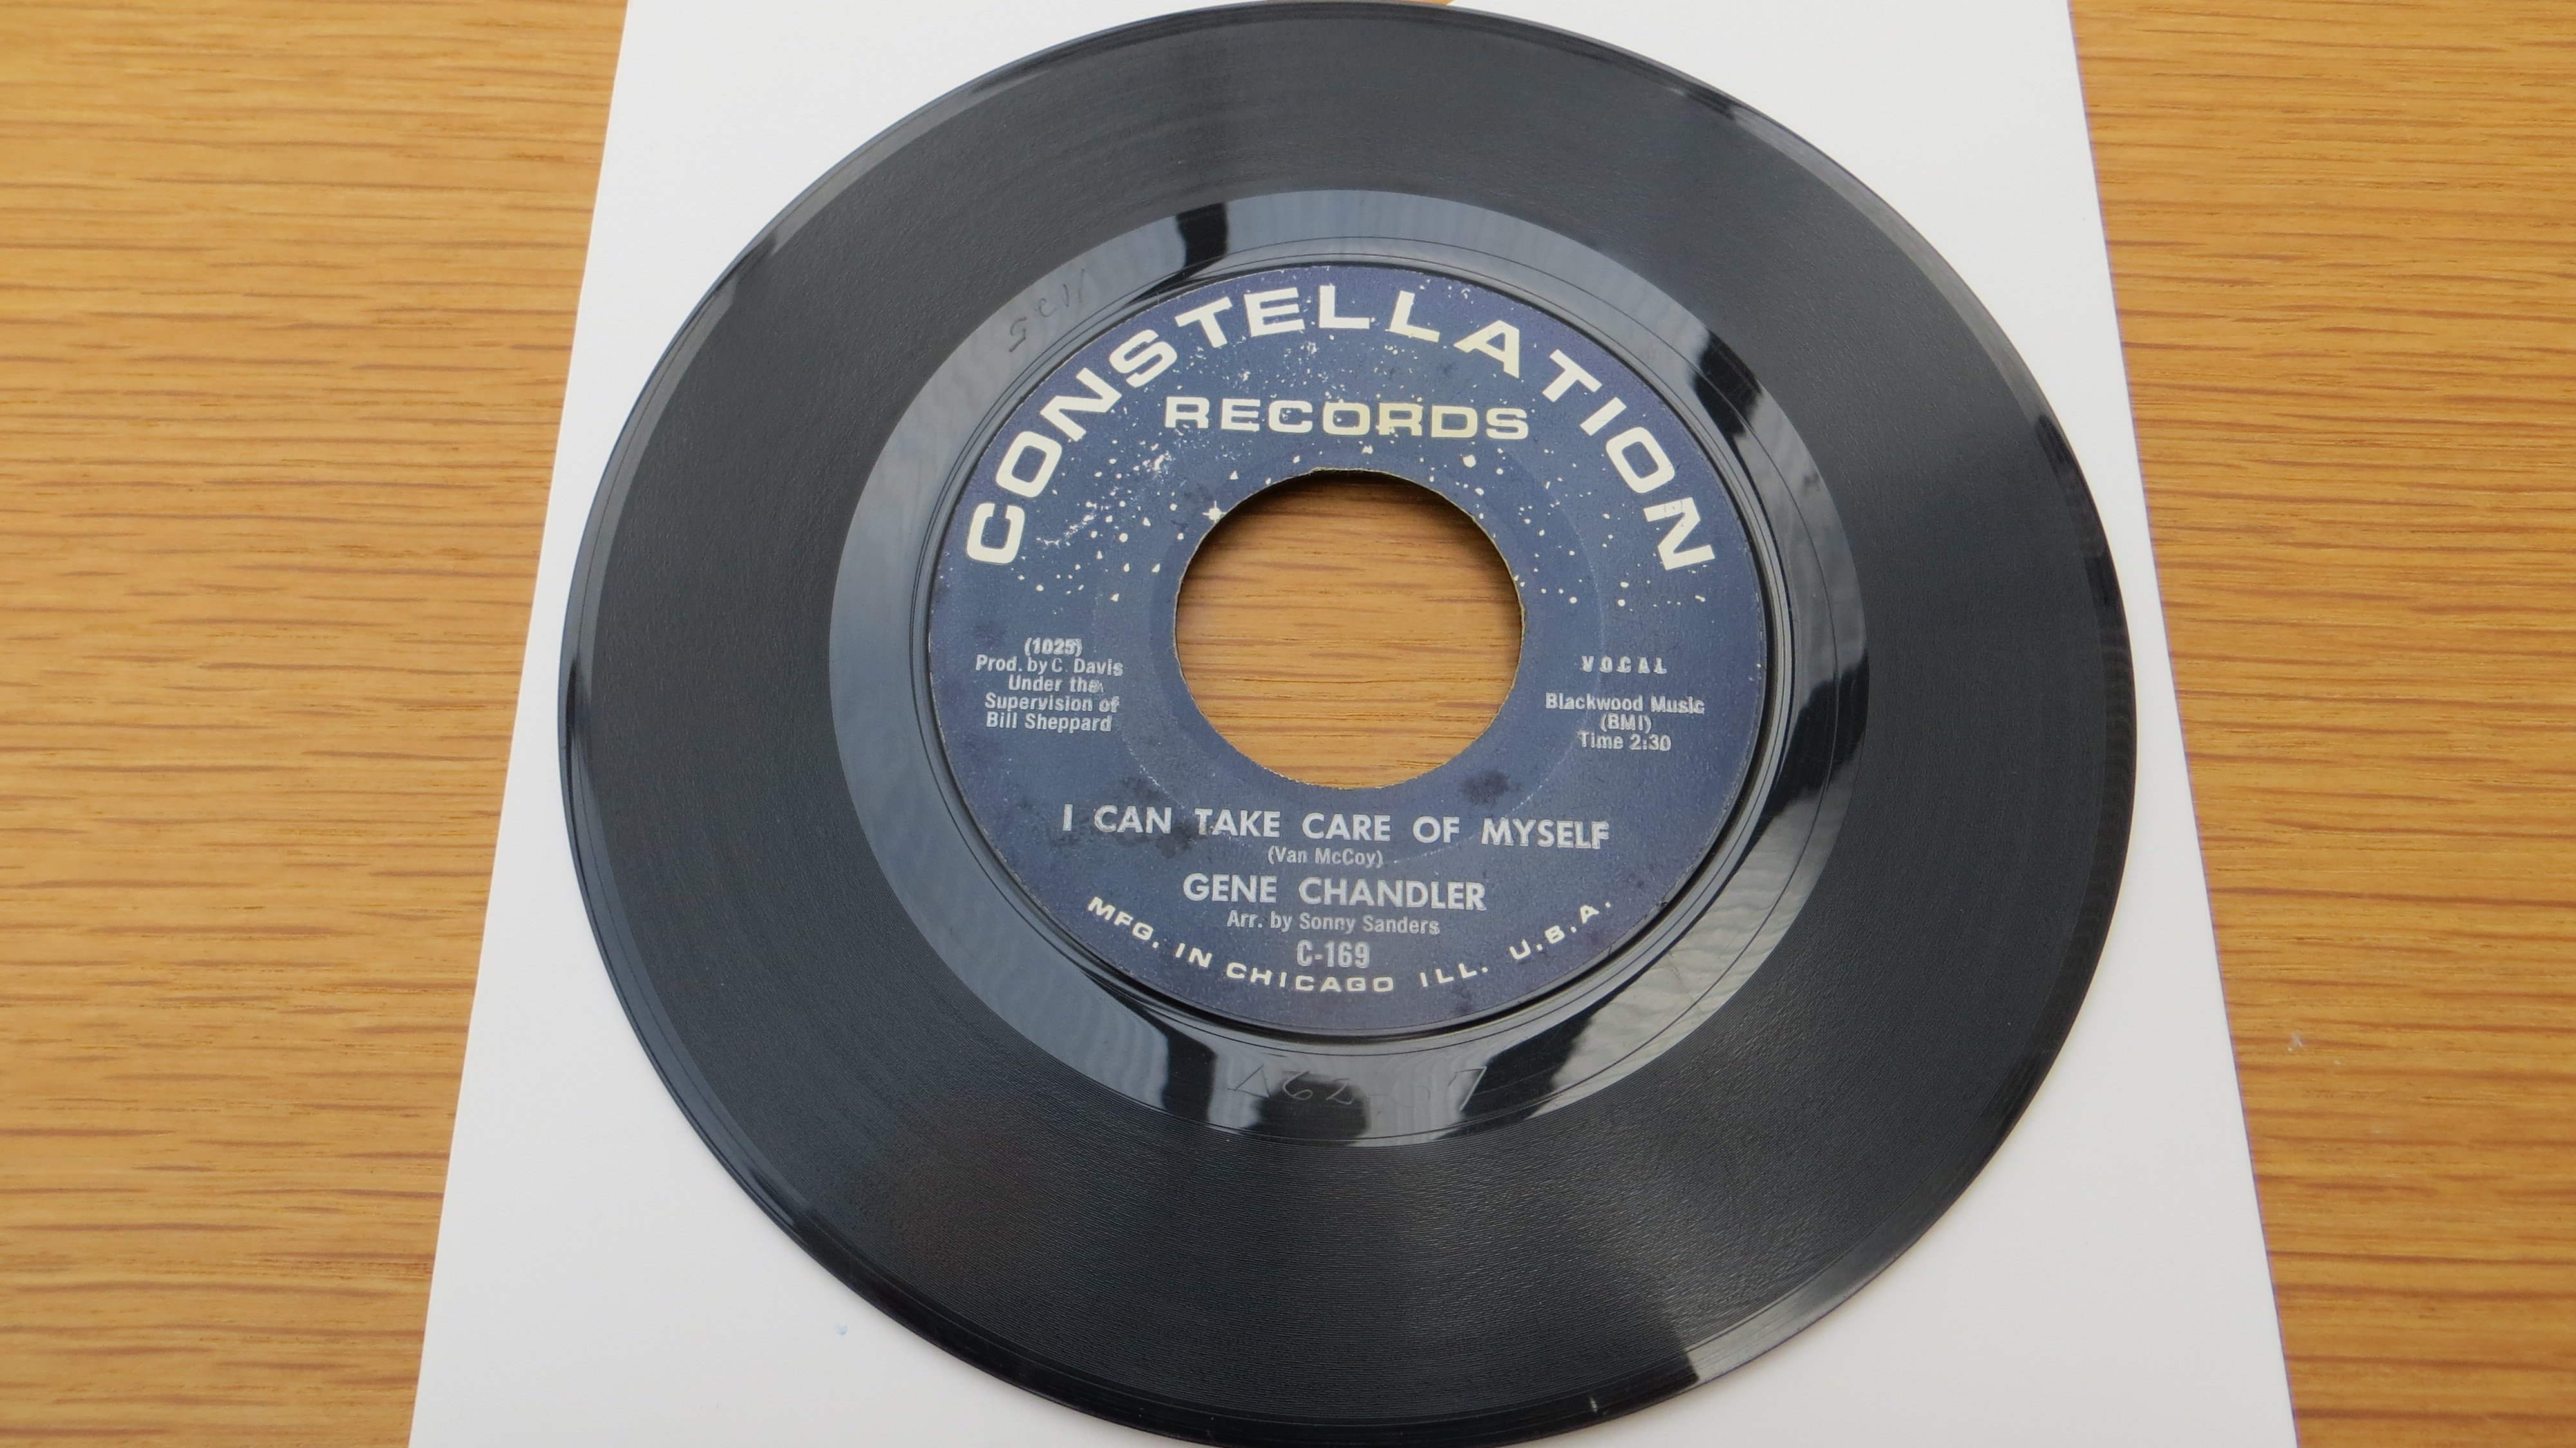 CONSTELLATION
RECORDS
(1025)
Prod. by C. Davis
Under the
Supervision of
Bill Sheppard
VOCAL
Blackwood Music
(BMI)
Time 2:30
I CAN TAKE CARE OF MYSELF
(Van McCoy)
GENE CHANDLER
Arr. by Sonny Sanders
C-169
MFG. IN CHICAGO ILL. U.S.A.